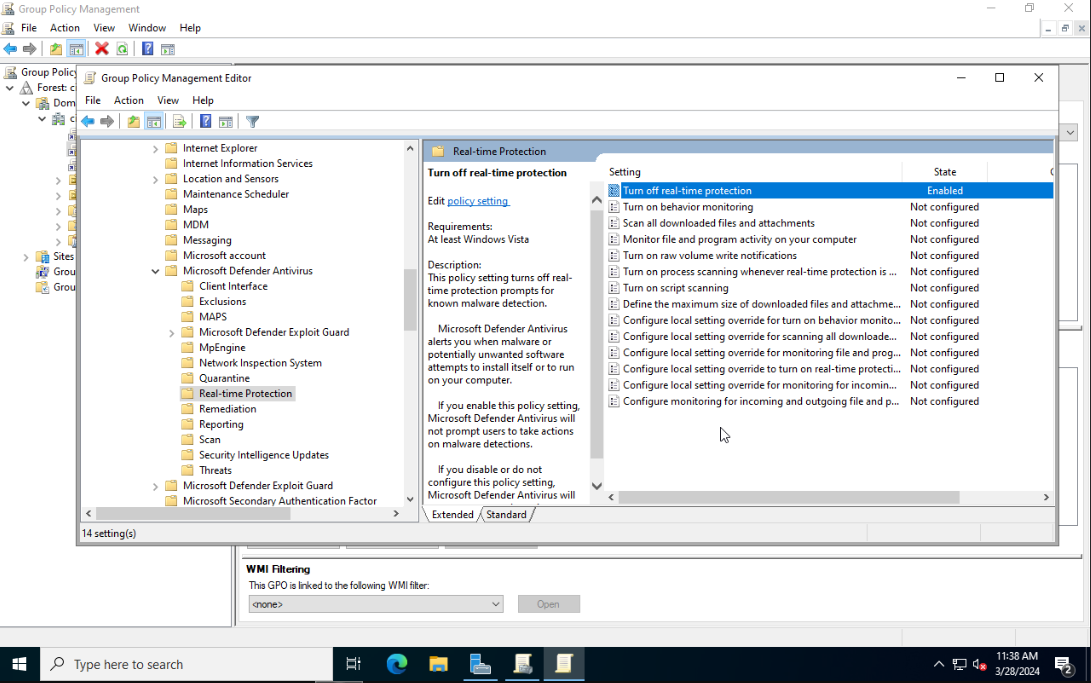 Group Policy Management
File Action View Window Help
Group Policy
Forest: c
Dom
c
Sites
Grou
Grou
Group Policy Management Editor
File Action View Help
Internet Explorer
Internet Information Services
Location and Sensors
Maintenance Scheduler
Maps
MDM
Messaging
Microsoft account
Microsoft Defender Antivirus
Client Interface
Exclusions
MAPS
Microsoft Defender Exploit Guard
MpEngine
Network Inspection System
Quarantine
Real-time Protection
Remediation
Reporting
Scan
Security Intelligence Updates
Threats
Microsoft Defender Exploit Guard
Microsoft Secondary Authentication Factor
Real-time Protection
Turn off real-time protection
Edit policy setting
Requirements:
At least Windows Vista
Description:
This policy setting turns off real-
time protection prompts for
known malware detection.
Microsoft Defender Antivirus
alerts you when malware or
potentially unwanted software
attempts to install itself or to run
on your computer.
If you enable this policy setting,
Microsoft Defender Antivirus will
not prompt users to take actions
on malware detections.
If you disable or do not
configure this policy setting,
Microsoft Defender Antivirus will
Setting State C
Turn off real-time protection Enabled
Turn on behavior monitoring Not configured
Scan all downloaded files and attachments Not configured
Monitor file and program activity on your computer Not configured
Turn on raw volume write notifications Not configured
Turn on process scanning whenever real-time protection is ... Not configured
Turn on script scanning Not configured
Define the maximum size of downloaded files and attachme... Not configured
Configure local setting override for turn on behavior monito... Not configured
Configure local setting override for scanning all downloade... Not configured
Configure local setting override for monitoring file and prog... Not configured
Configure local setting override to turn on real-time protecti... Not configured
Configure local setting override for monitoring for incomin... Not configured
Configure monitoring for incoming and outgoing file and p... Not configured
Extended Standard
14 setting(s)
WMI Filtering
This GPO is linked to the following WMI filter:
<none> Open
Type here to search
11:38 AM
3/28/2024
2